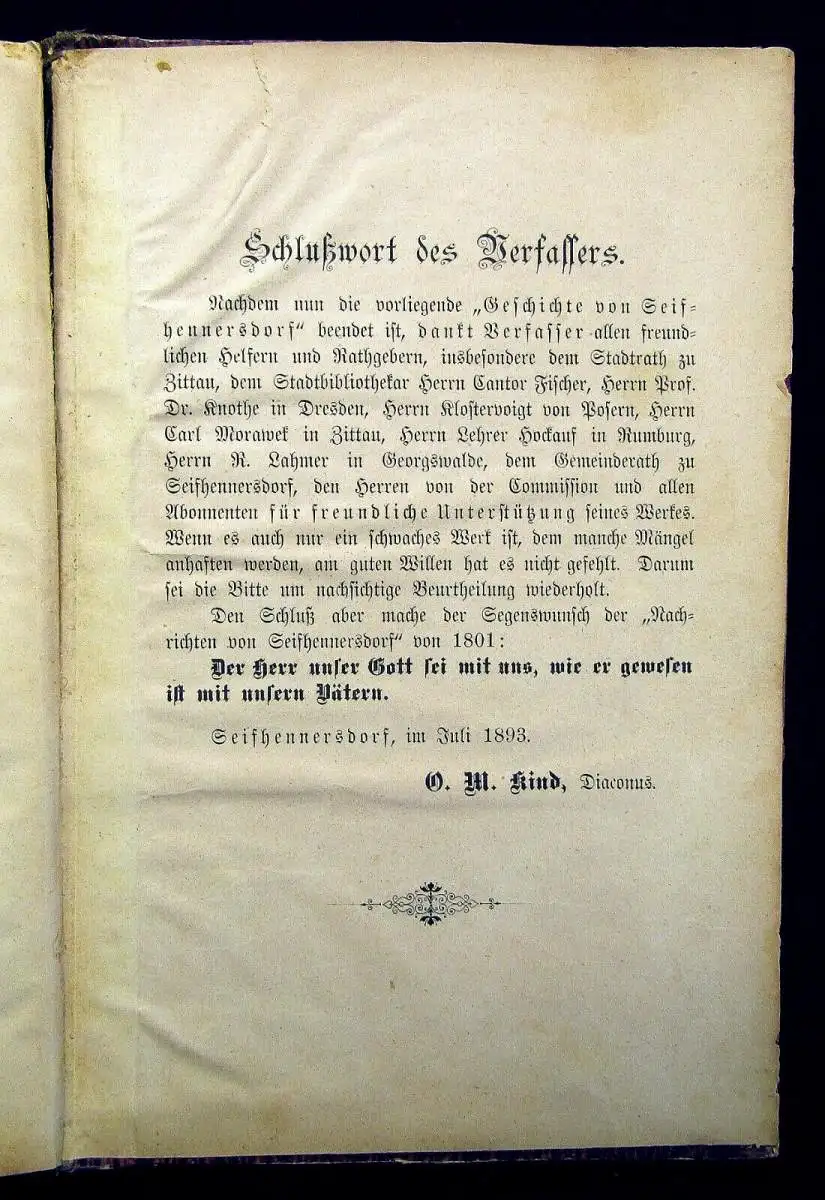 Schlußwort des Verfassers.
Nachdem nun die vorliegende „Geschichte von Seif-
hennersdorf“ beendet ist, dankt Verfasser allen freund-
lichen Helfern und Rathgebern, insbesondere dem Stadtrath zu
Zittau, dem Stadtbibliothekar Herrn Cantor Fischer, Herrn Prof.
Dr. Knothe in Dresden, Herrn Klostervoigt von Posern, Herrn
Carl Morawek in Zittau, Herrn Lehrer Hockauf in Rumburg,
Herrn R. Lahmer in Georgswalde, dem Gemeinderath zu
Seifhennersdorf, den Herren von der Commission und allen
Abonnenten für freundliche Unterstützung seines Werkes.
Wenn es auch nur ein schwaches Werk ist, dem manche Mängel
anhaften werden, am guten Willen hat es nicht gefehlt. Darum
sei die Bitte um nachsichtige Beurtheilung wiederholt.
Den Schluß aber mache der Segenswunsch der „Nach-
richten von Seifhennersdorf“ von 1801:
Der Herr unser Gott sei mit uns, wie er gewesen
ist mit unsern Vätern.
Seifhennersdorf, im Juli 1893.
O. M. Kind, Diaconus.